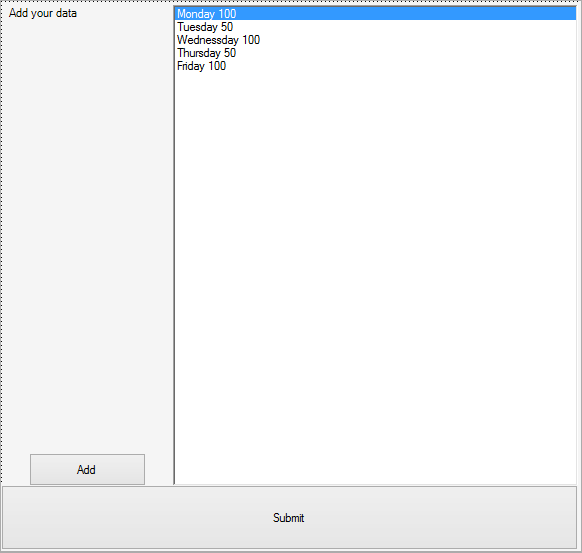 Add your data
Monday 100
Tuesday 50
Wednessday 100
Thursday 50
Friday 100
Add
Submit